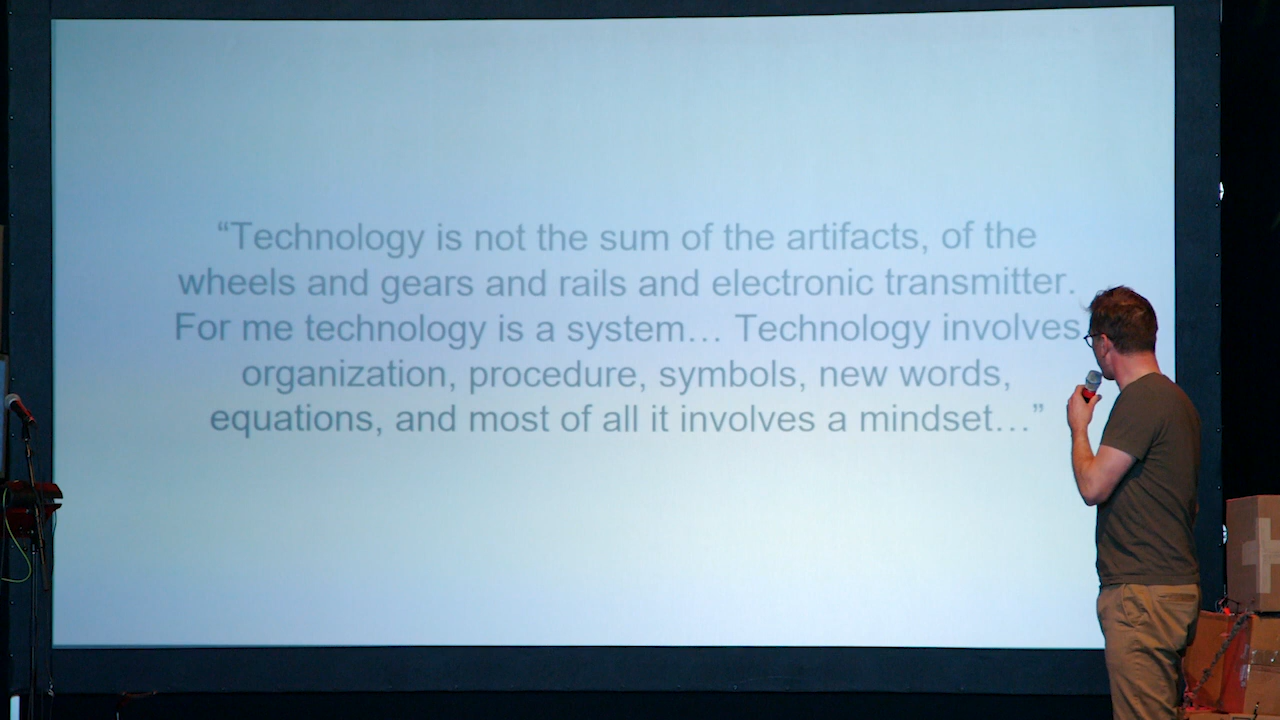 “Technology is not the sum of the artifacts, of the
wheels and gears and rails and electronic transmitter.
For me technology is a system… Technology involves
organization, procedure, symbols, new words,
equations, and most of all it involves a mindset…”